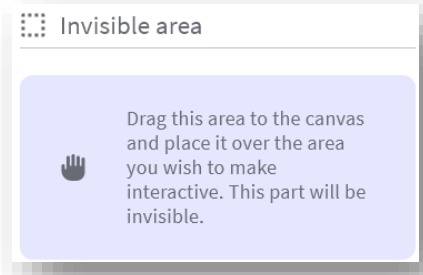 Invisible area
Drag this area to the canvas
and place it over the area
you wish to make
interactive. This part will be
invisible.